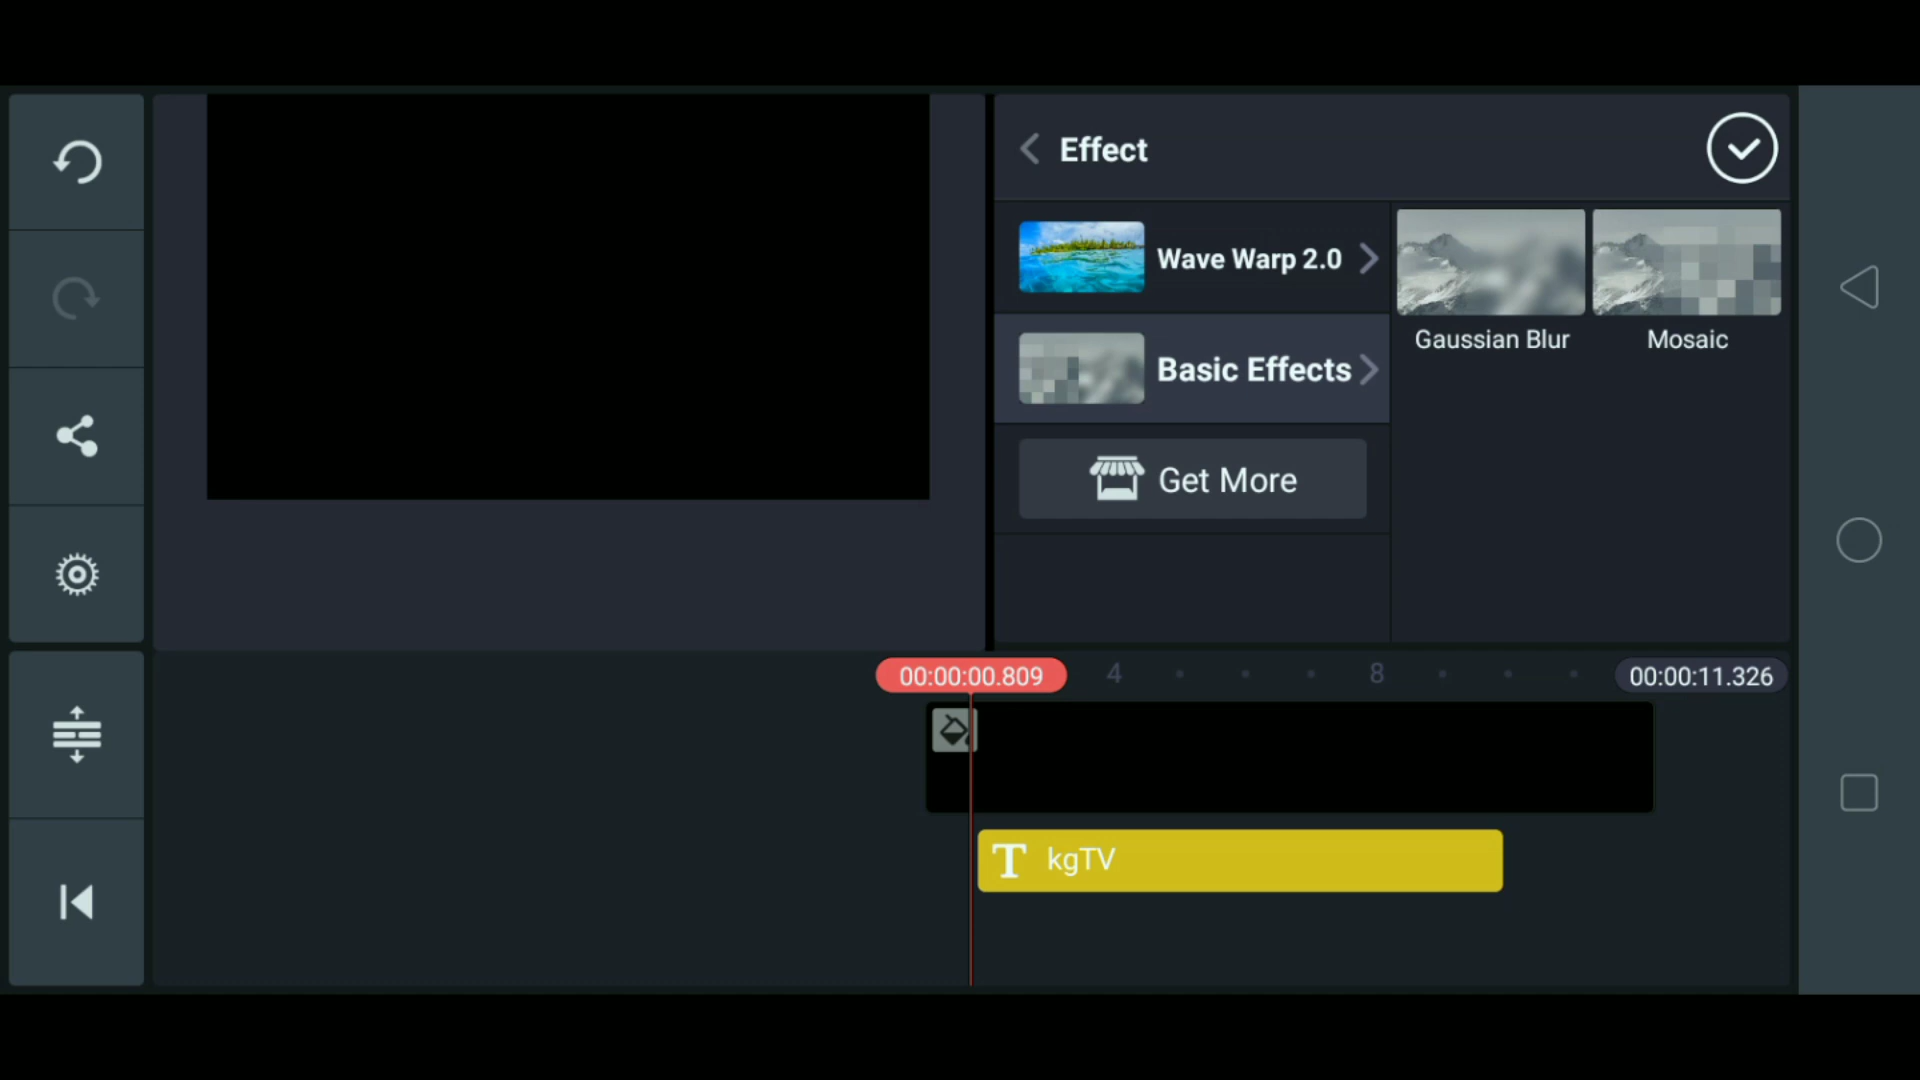 Effect
Wave Warp 2.0
Basic Effects
Get More
Gaussian Blur
Mosaic
00:00:00.809
4
8
00:00:11.326
T kgTV